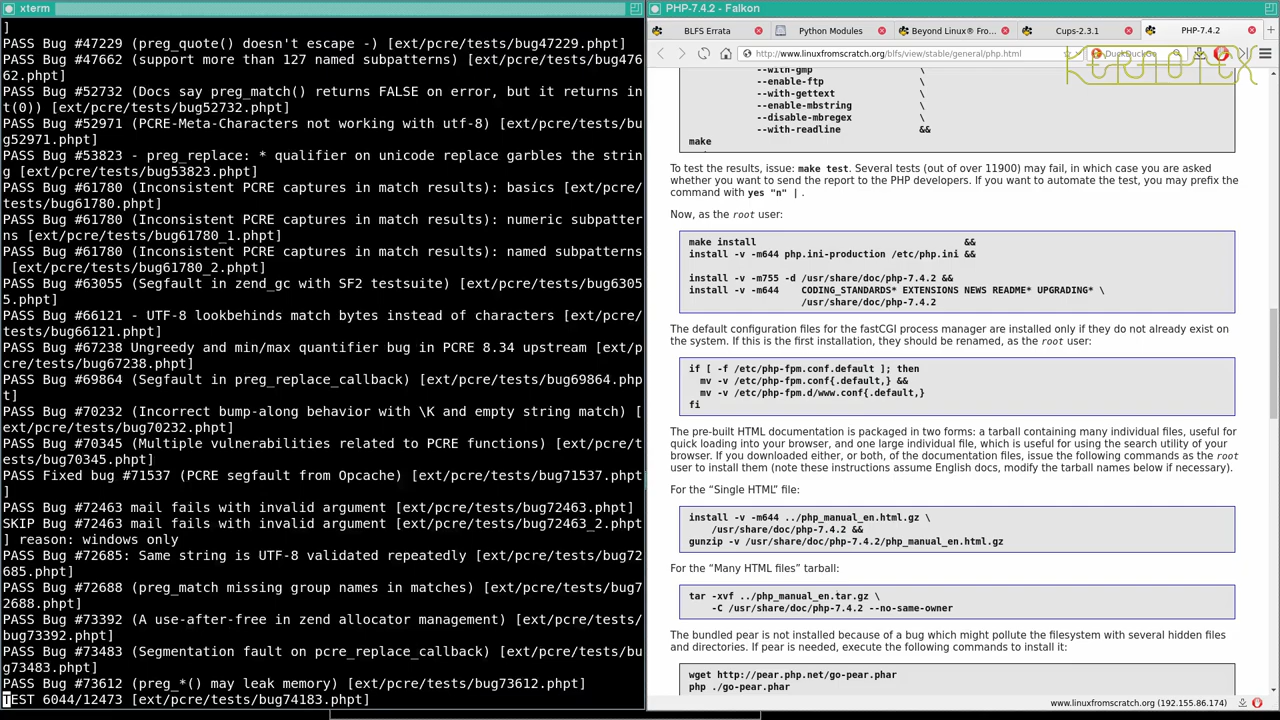 xterm
]
PASS Bug #47229 (preg_quote() doesn't escape -) [ext/pcre/tests/bug47229.phpt]
PASS Bug #47662 (support more than 127 named subpatterns) [ext/pcre/tests/bug476
62.phpt]
PASS Bug #52732 (Docs say preg_match() returns FALSE on error, but it returns in
t(0)) [ext/pcre/tests/bug52732.phpt]
PASS Bug #52971 (PCRE-Meta-Characters not working with utf-8) [ext/pcre/tests/bu
g52971.phpt]
PASS Bug #53823 - preg_replace: * qualifier on unicode replace garbles the strin
g [ext/pcre/tests/bug53823.phpt]
PASS Bug #61780 (Inconsistent PCRE captures in match results): basics [ext/pcre/
tests/bug61780.phpt]
PASS Bug #61780 (Inconsistent PCRE captures in match results): numeric subpatter
ns [ext/pcre/tests/bug61780_1.phpt]
PASS Bug #61780 (Inconsistent PCRE captures in match results): named subpatterns
 [ext/pcre/tests/bug61780_2.phpt]
PASS Bug #63055 (Segfault in zend_gc with SF2 testsuite) [ext/pcre/tests/bug6305
5.phpt]
PASS Bug #66121 - UTF-8 lookbehinds match bytes instead of characters [ext/pcre/
tests/bug66121.phpt]
PASS Bug #67238 Ungreedy and min/max quantifier bug in PCRE 8.34 upstream [ext/p
cre/tests/bug67238.phpt]
PASS Bug #69864 (Segfault in preg_replace_callback) [ext/pcre/tests/bug69864.php
t]
PASS Bug #70232 (Incorrect bump-along behavior with \K and empty string match) [
ext/pcre/tests/bug70232.phpt]
PASS Bug #70345 (Multiple vulnerabilities related to PCRE functions) [ext/pcre/t
ests/bug70345.phpt]
PASS Fixed bug #71537 (PCRE segfault from Opcache) [ext/pcre/tests/bug71537.phpt
]
PASS Bug #72463 mail fails with invalid argument [ext/pcre/tests/bug72463.phpt]
SKIP Bug #72463 mail fails with invalid argument [ext/pcre/tests/bug72463_2.phpt
] reason: windows only
PASS Bug #72685: Same string is UTF-8 validated repeatedly [ext/pcre/tests/bug72
685.phpt]
PASS Bug #72688 (preg_match missing group names in matches) [ext/pcre/tests/bug7
2688.phpt]
PASS Bug #73392 (A use-after-free in zend allocator management) [ext/pcre/tests/
bug73392.phpt]
PASS Bug #73483 (Segmentation fault on pcre_replace_callback) [ext/pcre/tests/bu
g73483.phpt]
PASS Bug #73612 (preg_*() may leak memory) [ext/pcre/tests/bug73612.phpt]
TEST 6044/12473 [ext/pcre/tests/bug74183.phpt]
PHP-7.4.2 - Falkon
BLFS Errata
Python Modules
Beyond Linux® Fro...
Cups-2.3.1
PHP-7.4.2
http://www.linuxfromscratch.org/blfs/view/stable/general/php.html
DuckDuckGo
--with-gmp \
--enable-ftp \
--with-gettext \
--enable-mbstring \
--disable-mbregex \
--with-readline &&
make
To test the results, issue: make test. Several tests (out of over 11900) may fail, in which case you are asked
whether you want to send the report to the PHP developers. If you want to automate the test, you may prefix the
command with yes "n" | .
Now, as the root user:
make install &&
install -v -m644 php.ini-production /etc/php.ini &&
install -v -m755 -d /usr/share/doc/php-7.4.2 &&
install -v -m644 CODING_STANDARDS* EXTENSIONS NEWS README* UPGRADING* \
/usr/share/doc/php-7.4.2
The default configuration files for the fastCGI process manager are installed only if they do not already exist on
the system. If this is the first installation, they should be renamed, as the root user:
if [ -f /etc/php-fpm.conf.default ]; then
mv -v /etc/php-fpm.conf{.default,} &&
mv -v /etc/php-fpm.d/www.conf{.default,}
fi
The pre-built HTML documentation is packaged in two forms: a tarball containing many individual files, useful for
quick loading into your browser, and one large individual file, which is useful for using the search utility of your
browser. If you downloaded either, or both, of the documentation files, issue the following commands as the root
user to install them (note these instructions assume English docs, modify the tarball names below if necessary).
For the “Single HTML” file:
install -v -m644 ../php_manual_en.html.gz \
/usr/share/doc/php-7.4.2 &&
gunzip -v /usr/share/doc/php-7.4.2/php_manual_en.html.gz
For the “Many HTML files” tarball:
tar -xvf ../php_manual_en.tar.gz \
-C /usr/share/doc/php-7.4.2 --no-same-owner
The bundled pear is not installed because of a bug which might pollute the filesystem with several hidden files
and directories. If pear is needed, execute the following commands to install it:
wget http://pear.php.net/go-pear.phar
php ./go-pear.phar
www.linuxfromscratch.org (192.155.86.174)